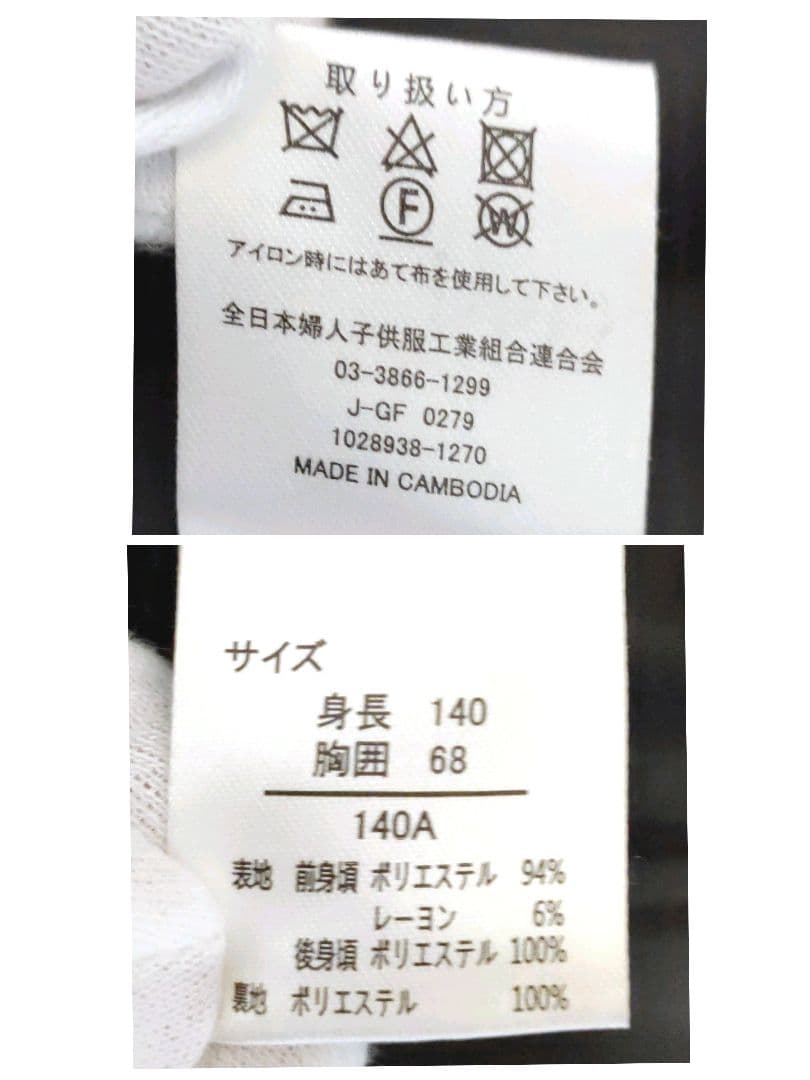 取り扱い方
F W
アイロン時にはあて布を使用して下さい。
全日本婦人子供服工業組合連合会
03-3866-1299
J-GF 0279
1028938-1270
MADE IN CAMBODIA
サイズ
身長 140
胸囲 68
140A
表地 前身頃 ポリエステル 94%
レーヨン 6%
後身頃 ポリエステル 100%
裏地 ポリエステル 100%